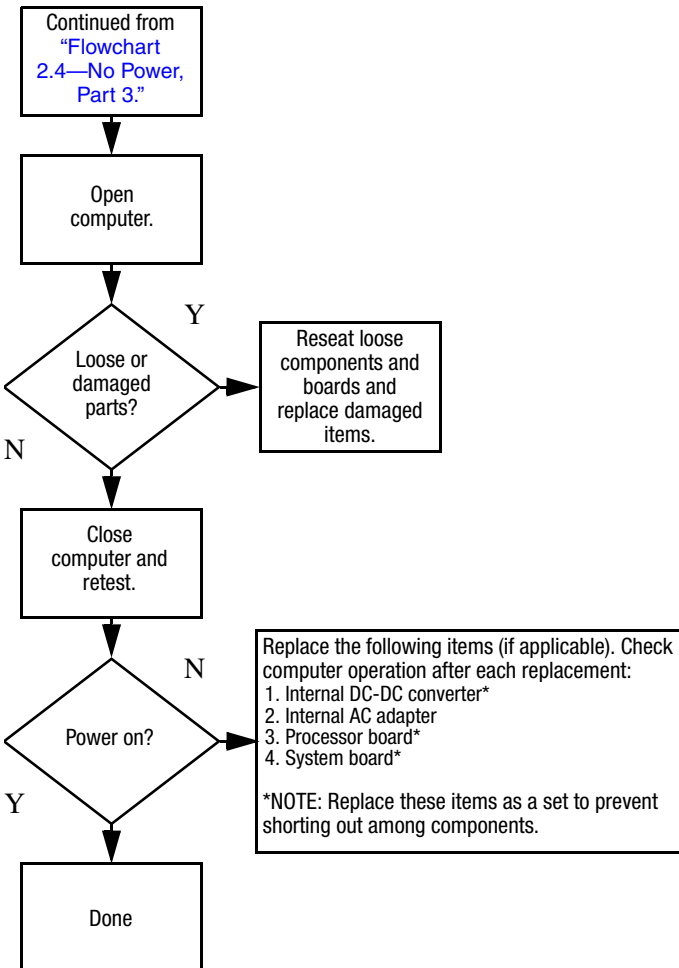 Continued from
“Flowchart
2.4—No Power,
Part 3.”
Open
computer.
Y
Loose or
damaged
parts?
Reseat loose
components and
boards and
replace damaged
items.
N
Close
computer and
retest.
N
Power on?
Replace the following items (if applicable). Check
computer operation after each replacement:
1. Internal DC-DC converter*
2. Internal AC adapter
3. Processor board*
4. System board*
*NOTE: Replace these items as a set to prevent
shorting out among components.
Y
Done